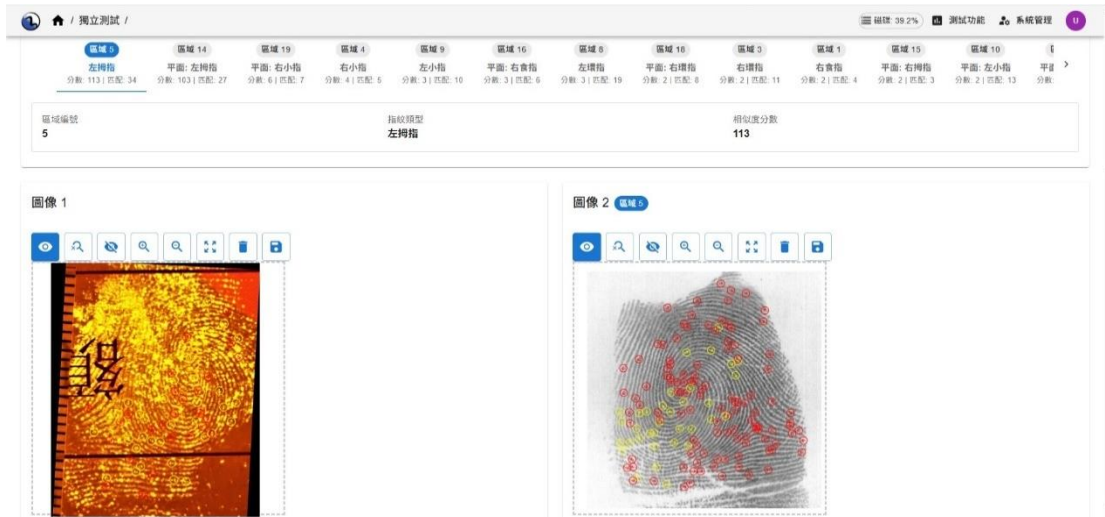 / 獨立測試 /
磁碟: 39.2%
測試功能
系統管理
U
區域 5
左拇指
分數: 113 | 匹配: 34
區域 14
平面: 左拇指
分數: 103 | 匹配: 27
區域 19
平面: 右小指
分數: 6 | 匹配: 7
區域 4
右小指
分數: 4 | 匹配: 5
區域 9
左小指
分數: 3 | 匹配: 10
區域 16
平面: 右食指
分數: 3 | 匹配: 6
區域 8
左環指
分數: 3 | 匹配: 19
區域 18
平面: 右環指
分數: 2 | 匹配: 8
區域 3
右環指
分數: 2 | 匹配: 11
區域 1
右食指
分數: 2 | 匹配: 4
區域 15
平面: 右拇指
分數: 2 | 匹配: 3
區域 10
平面: 左小指
分數: 2 | 匹配: 13
分數:
區域編號
5
指紋類型
左拇指
相似度分數
113
圖像 1
圖像 2
區域 5